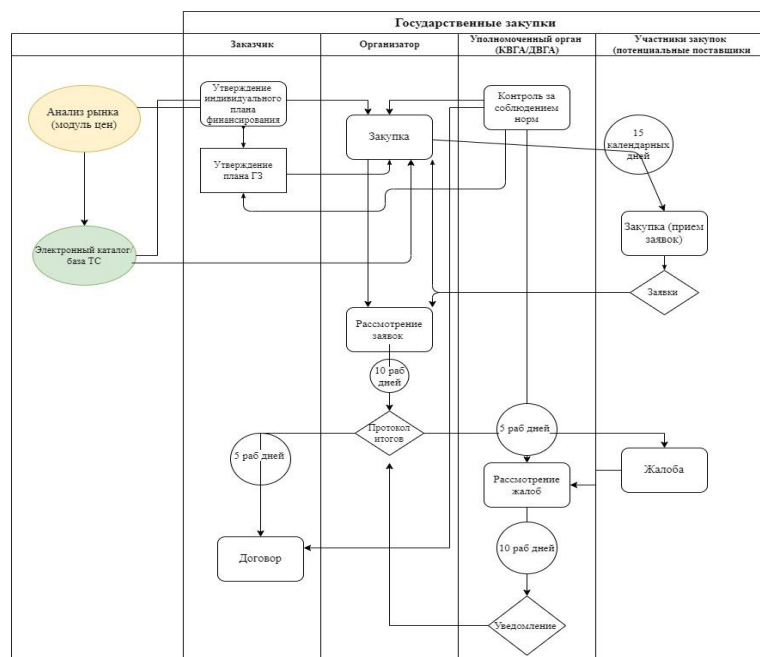 Государственные закупки
Заказчик
Организатор
Уполномоченный орган
(КВГА/ДВГА)
Участники закупок
(потенциальные поставщики
Анализ рынка
(модуль цен)
Утверждение
индивидуального
плана
финансирования
Закупка
Контроль за
соблюдением
норм
15
календарных
дней
Утверждение
плана ГЗ
Закупка (прием
заявок)
Электронный каталог/
база ТС
Заявки
Рассмотрение
заявок
10 раб
дней
Протокол
итогов
5 раб дней
5 раб дней
Рассмотрение
жалоб
Жалоба
Договор
10 раб дней
Уведомление